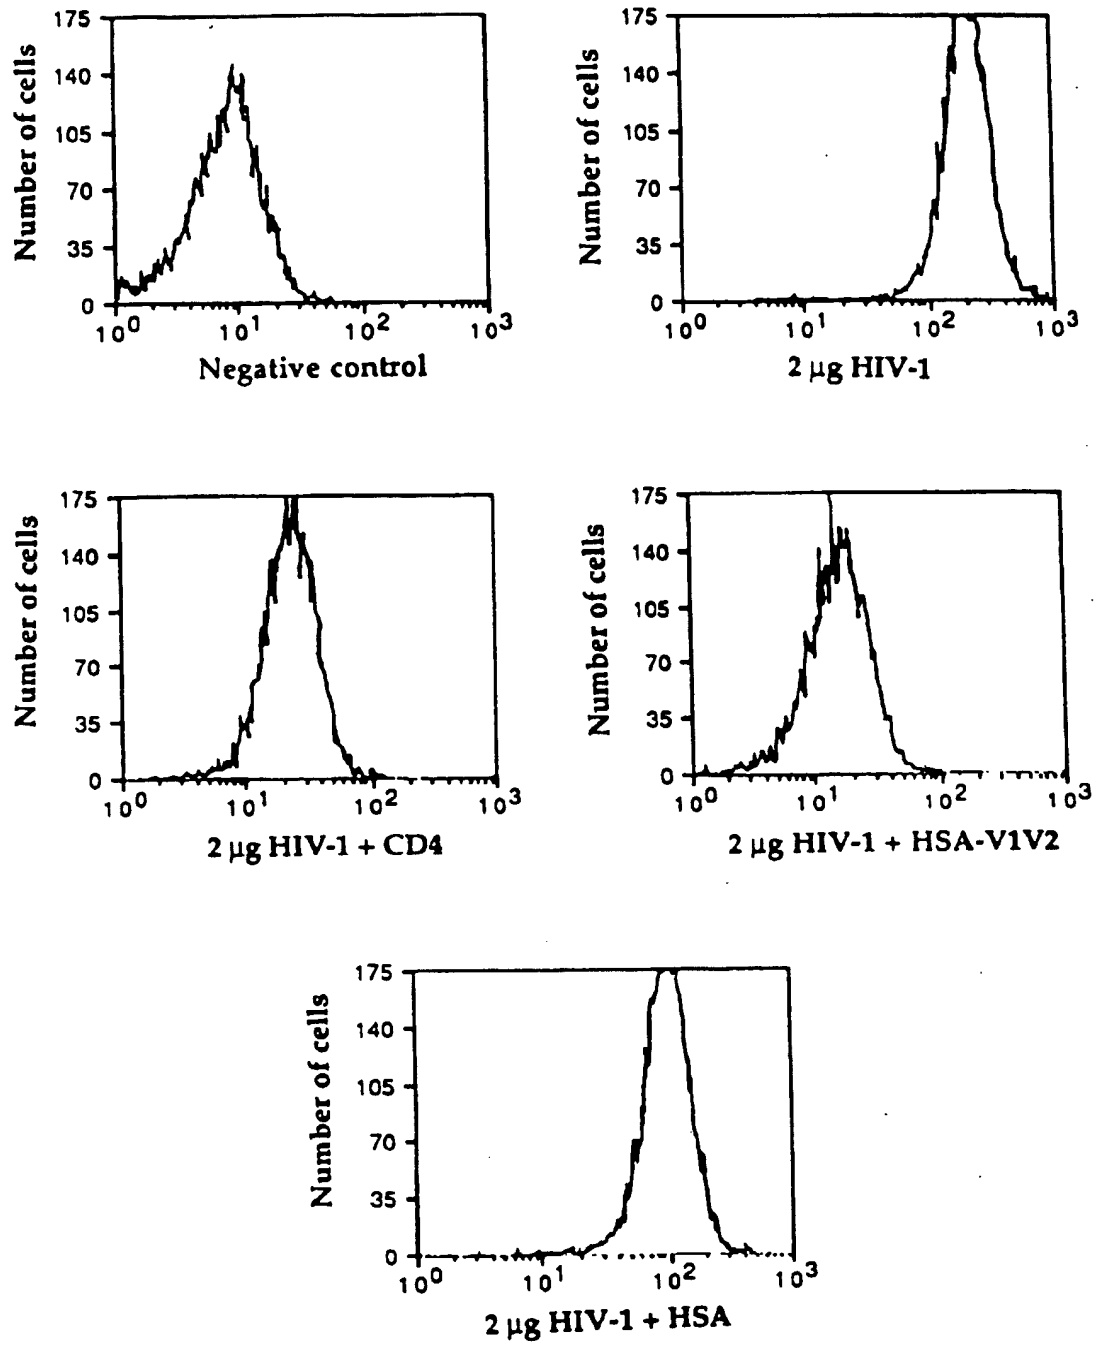 175
140
105
70
35
0
Number of cells
10^0 10^1 10^2 10^3
Negative control
175
140
105
70
35
0
Number of cells
10^0 10^1 10^2 10^3
2 μg HIV-1
175
140
105
70
35
0
Number of cells
10^0 10^1 10^2 10^3
2 μg HIV-1 + CD4
175
140
105
70
35
0
Number of cells
10^0 10^1 10^2 10^3
2 μg HIV-1 + HSA-V1V2
175
140
105
70
35
0
Number of cells
10^0 10^1 10^2 10^3
2 μg HIV-1 + HSA